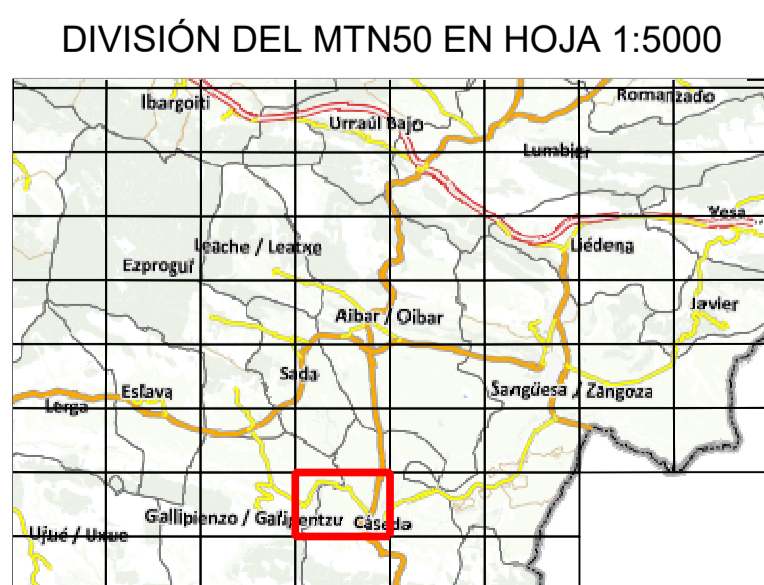 DIVISIÓN DEL MTN50 EN HOJA 1:5000
Romanzado
Ibargoiti
Urraúl Bajo
Lumbier
Yesa
Leache / Leatxe
Liédena
Ezprogui
Javier
Aibar / Oibar
Sada
Eslava
Sangüesa / Zangoza
Lerga
Gallipienzo / Galipentzu
Cáseda
Ujué / Uxue